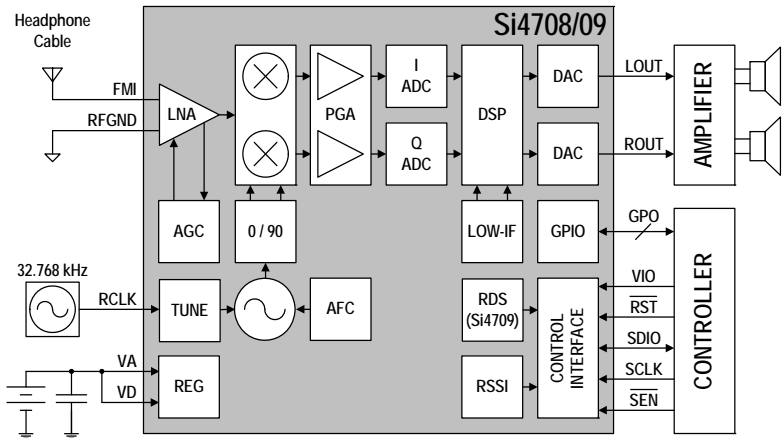 Headphone
Cable
Si4708/09
FMI
RFGND
LNA
PGA
I
ADC
Q
ADC
DSP
DAC
DAC
LOUT
ROUT
AMPLIFIER
AGC
0 / 90
LOW-IF
GPIO
GPO
32.768 kHz
RCLK
TUNE
AFC
RDS
(Si4709)
RSSI
CONTROL
INTERFACE
VIO
RST
SDIO
SCLK
SEN
CONTROLLER
VA
VD
REG